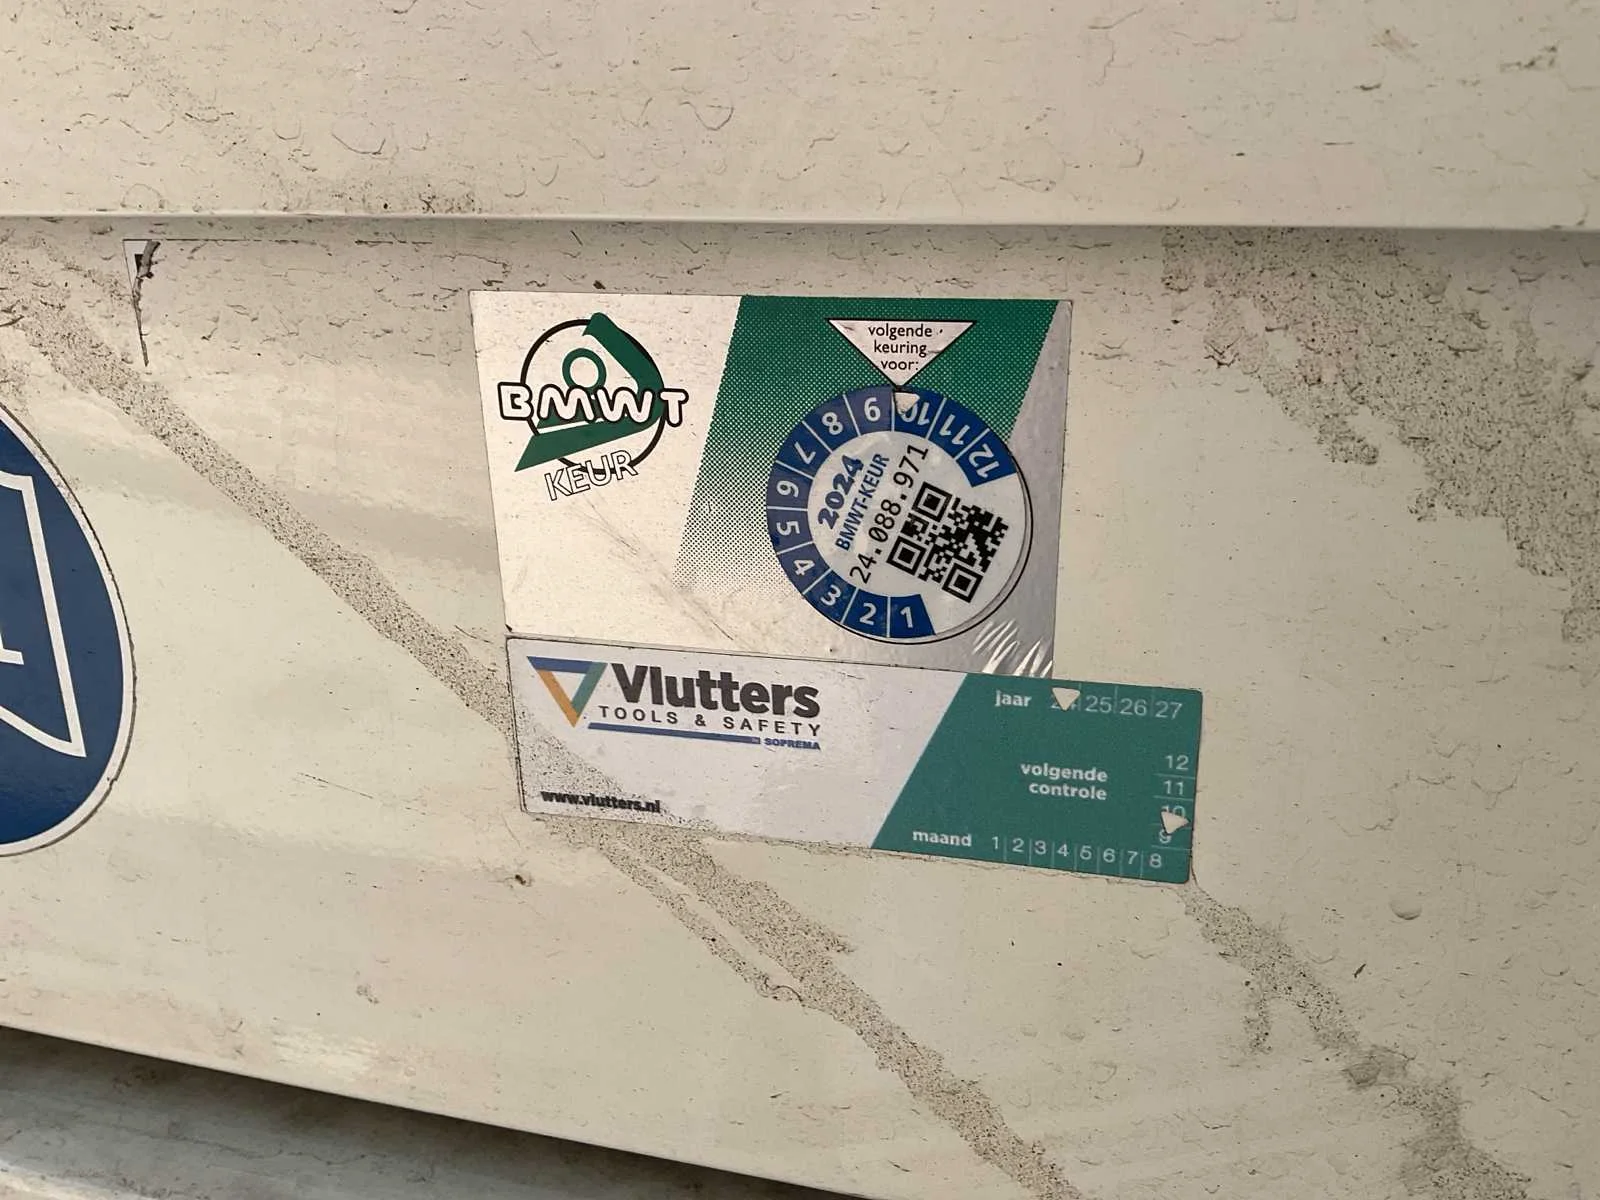 BMWT
KEUR
volgende
keuring
voor:
1 2 3 4 5 6 7 8 9 10 11 12
2024
BMWT-KEUR
24.088.971
Vlutters
TOOLS & SAFETY
SOPREMA
www.vlutters.nl
jaar 25 26 27
volgende
controle
12
11
10
9
maand 1 2 3 4 5 6 7 8